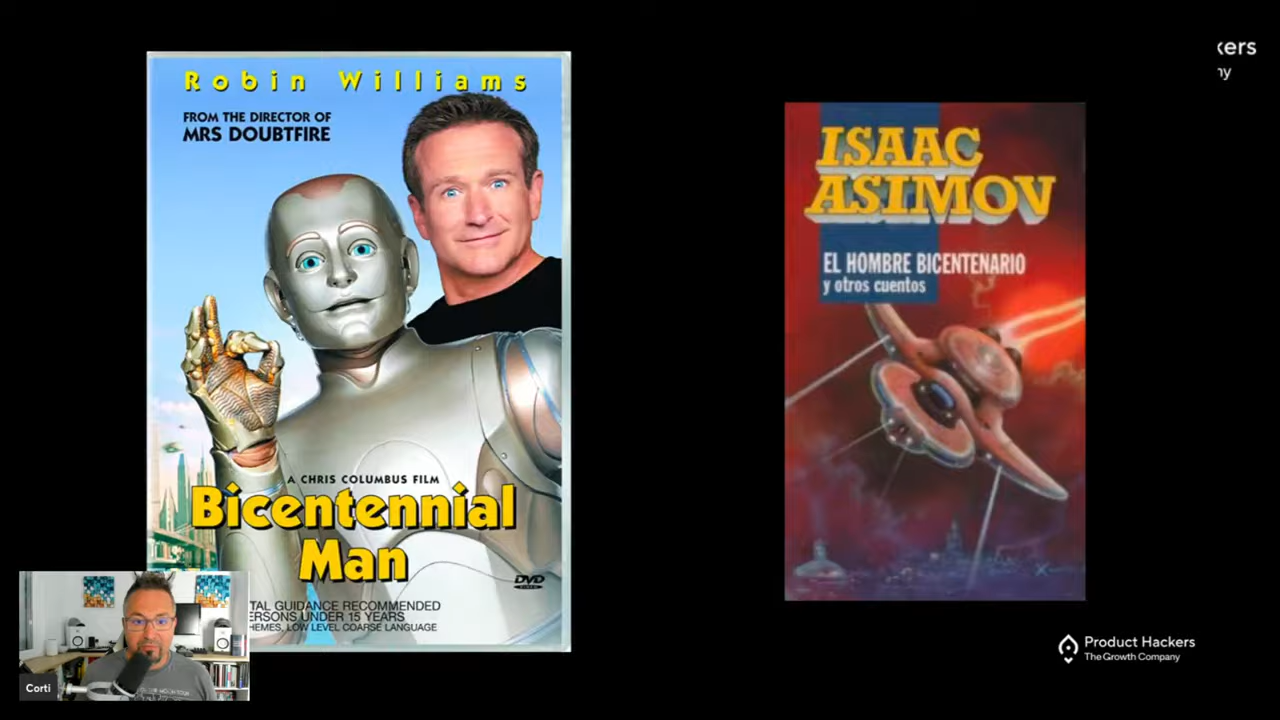 Robin Williams
FROM THE DIRECTOR OF
MRS DOUBTFIRE
A CHRIS COLUMBUS FILM
Bicentennial
Man
DVD
VIDEO
TAL GUIDANCE RECOMMENDED
ERSONS UNDER 15 YEARS
HEMES, LOW LEVEL COARSE LANGUAGE
ISAAC
ASIMOV
EL HOMBRE BICENTENARIO
y otros cuentos
kers
ny
Product Hackers
The Growth Company
Corti